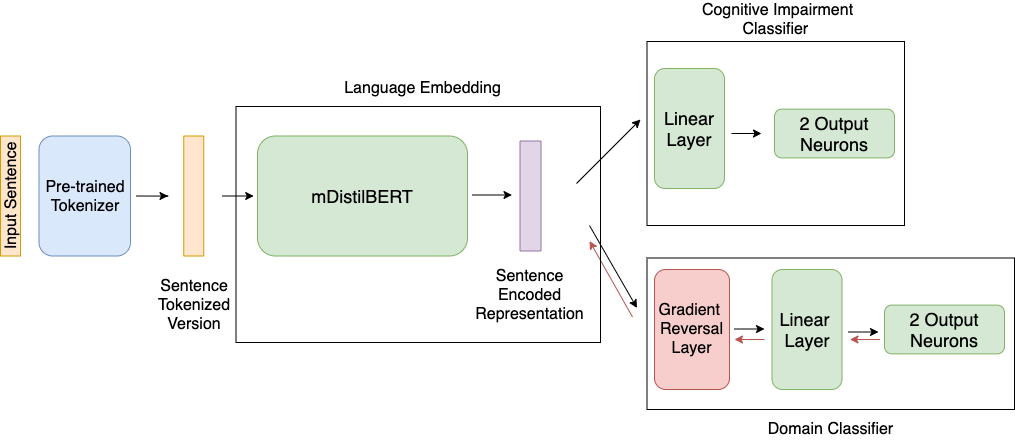 Cognitive Impairment
Classifier
Language Embedding
Input Sentence
Pre-trained
Tokenizer
Sentence
Tokenized
Version
mDistilBERT
Sentence
Encoded
Representation
Linear
Layer
2 Output
Neurons
Gradient
Reversal
Layer
Linear
Layer
2 Output
Neurons
Domain Classifier